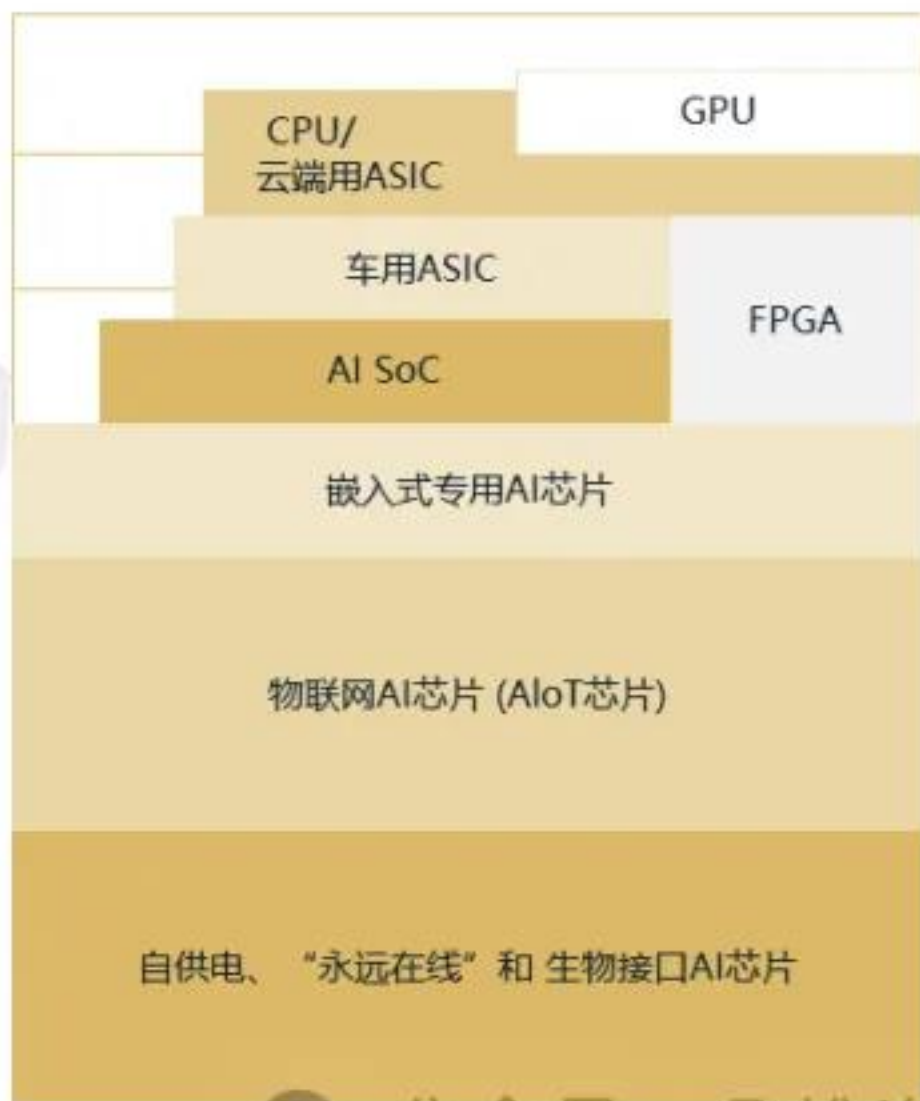 GPU
CPU/
云端用ASIC
车用ASIC
FPGA
AI SoC
嵌入式专用AI芯片
物联网AI芯片 (AIoT芯片)
自供电、“永远在线”和 生物接口AI芯片